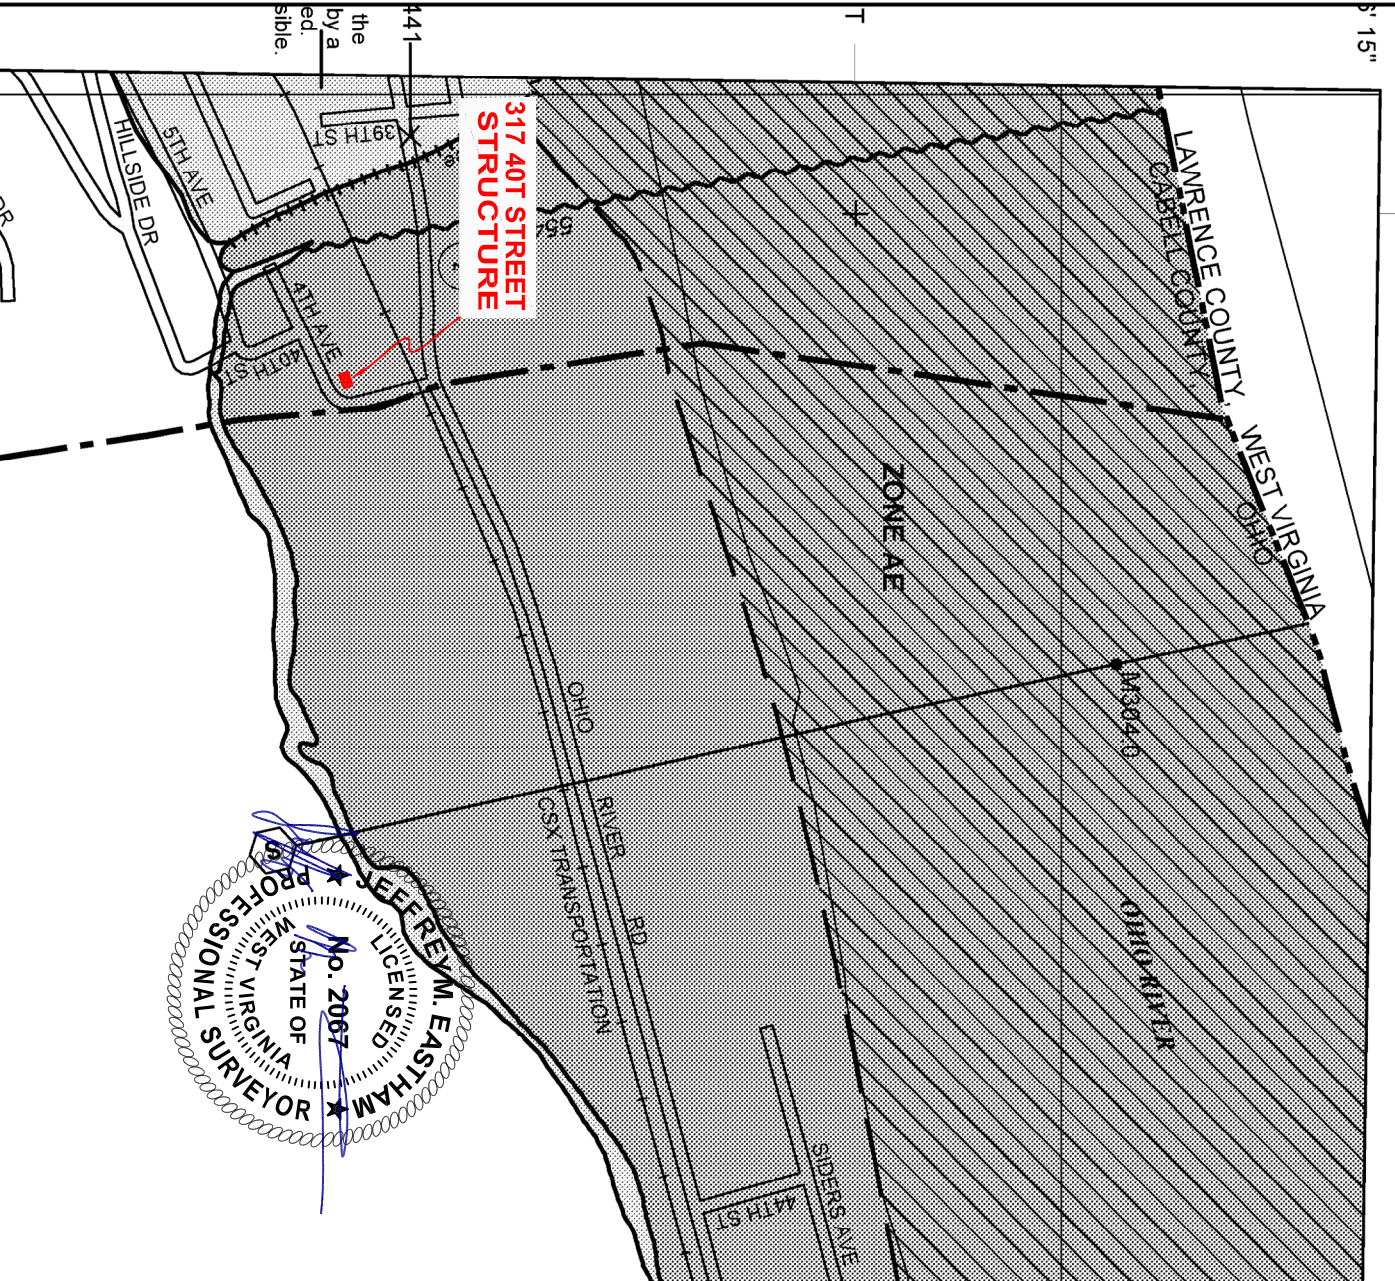 6' 15"
T
441
the
by a
ed.
sible.
317 40T STREET
STRUCTURE
39TH ST
5TH AVE
HILLSIDE DR
DR
4TH AVE
40TH ST
LAWRENCE COUNTY,
CABELL COUNTY,
WEST VIRGINIA
OHIO
ZONE AE
M304.0
OHIO RIVER
OHIO RIVER RD
CSX TRANSPORTATION
SIDERS AVE
44TH ST
S
JEFFREY M. EASTHAM
LICENSED
No. 2067
STATE OF
WEST VIRGINIA
PROFESSIONAL SURVEYOR